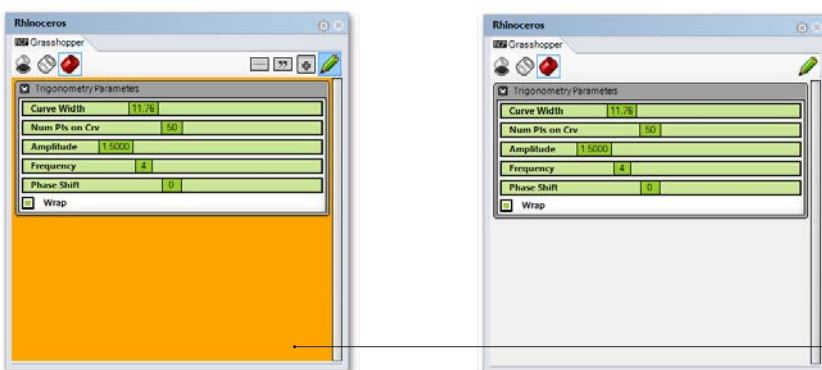 Rhinoceros
Grasshopper
Trigonometry Parameters
Curve Width 11.76
Num Pts on Crv 50
Amplitude 1.5000
Frequency 4
Phase Shift 0
Wrap
Rhinoceros
Grasshopper
Trigonometry Parameters
Curve Width 11.76
Num Pts on Crv 50
Amplitude 1.5000
Frequency 4
Phase Shift 0
Wrap